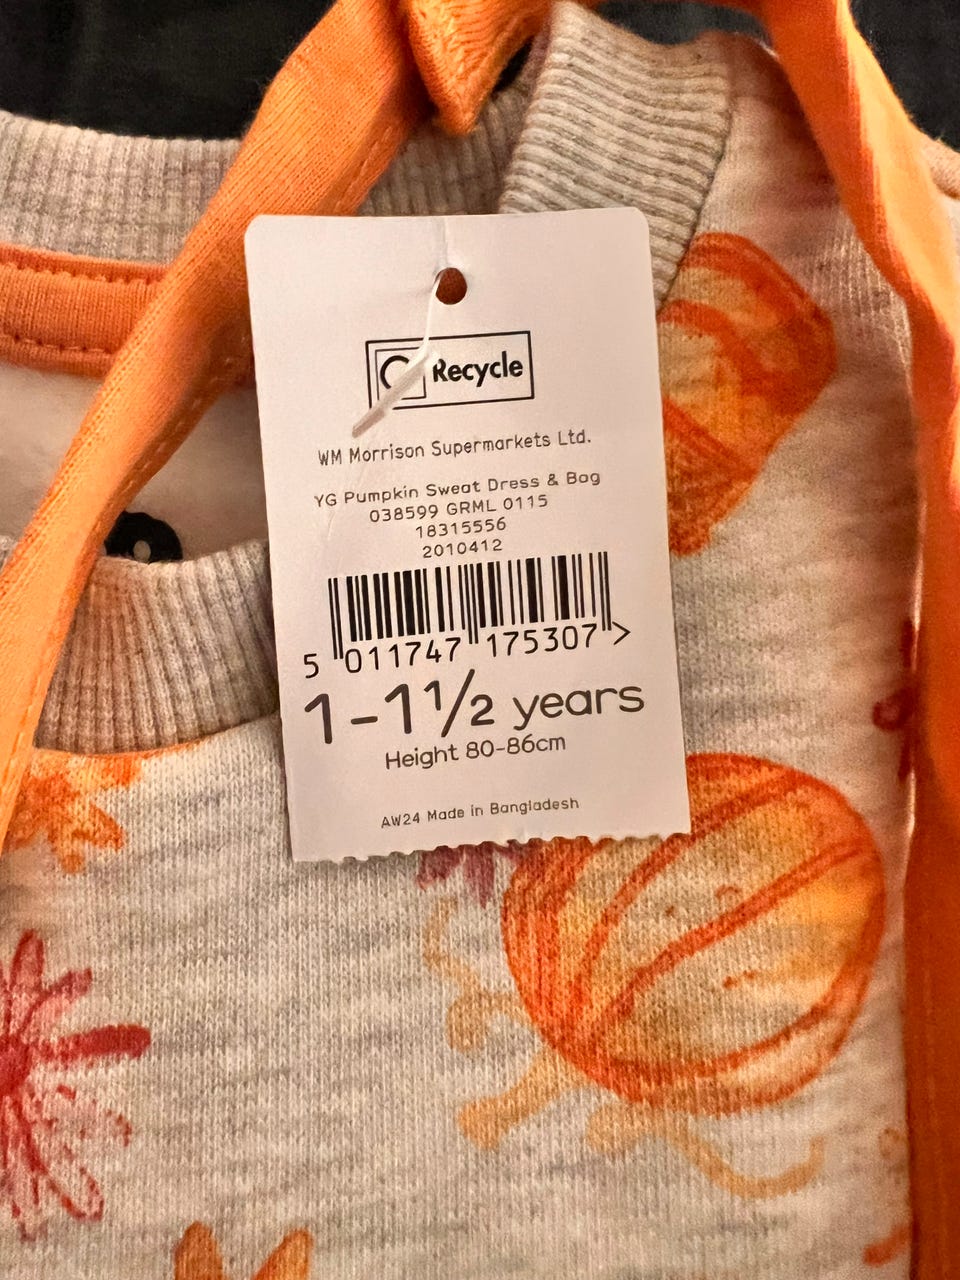 Recycle
WM Morrison Supermarkets Ltd.
YG Pumpkin Sweat Dress & Bag
038599 GRML 0115
18315556
2010412
5 011747 175307 >
1-1½ years
Height 80-86cm
AW24 Made in Bangladesh